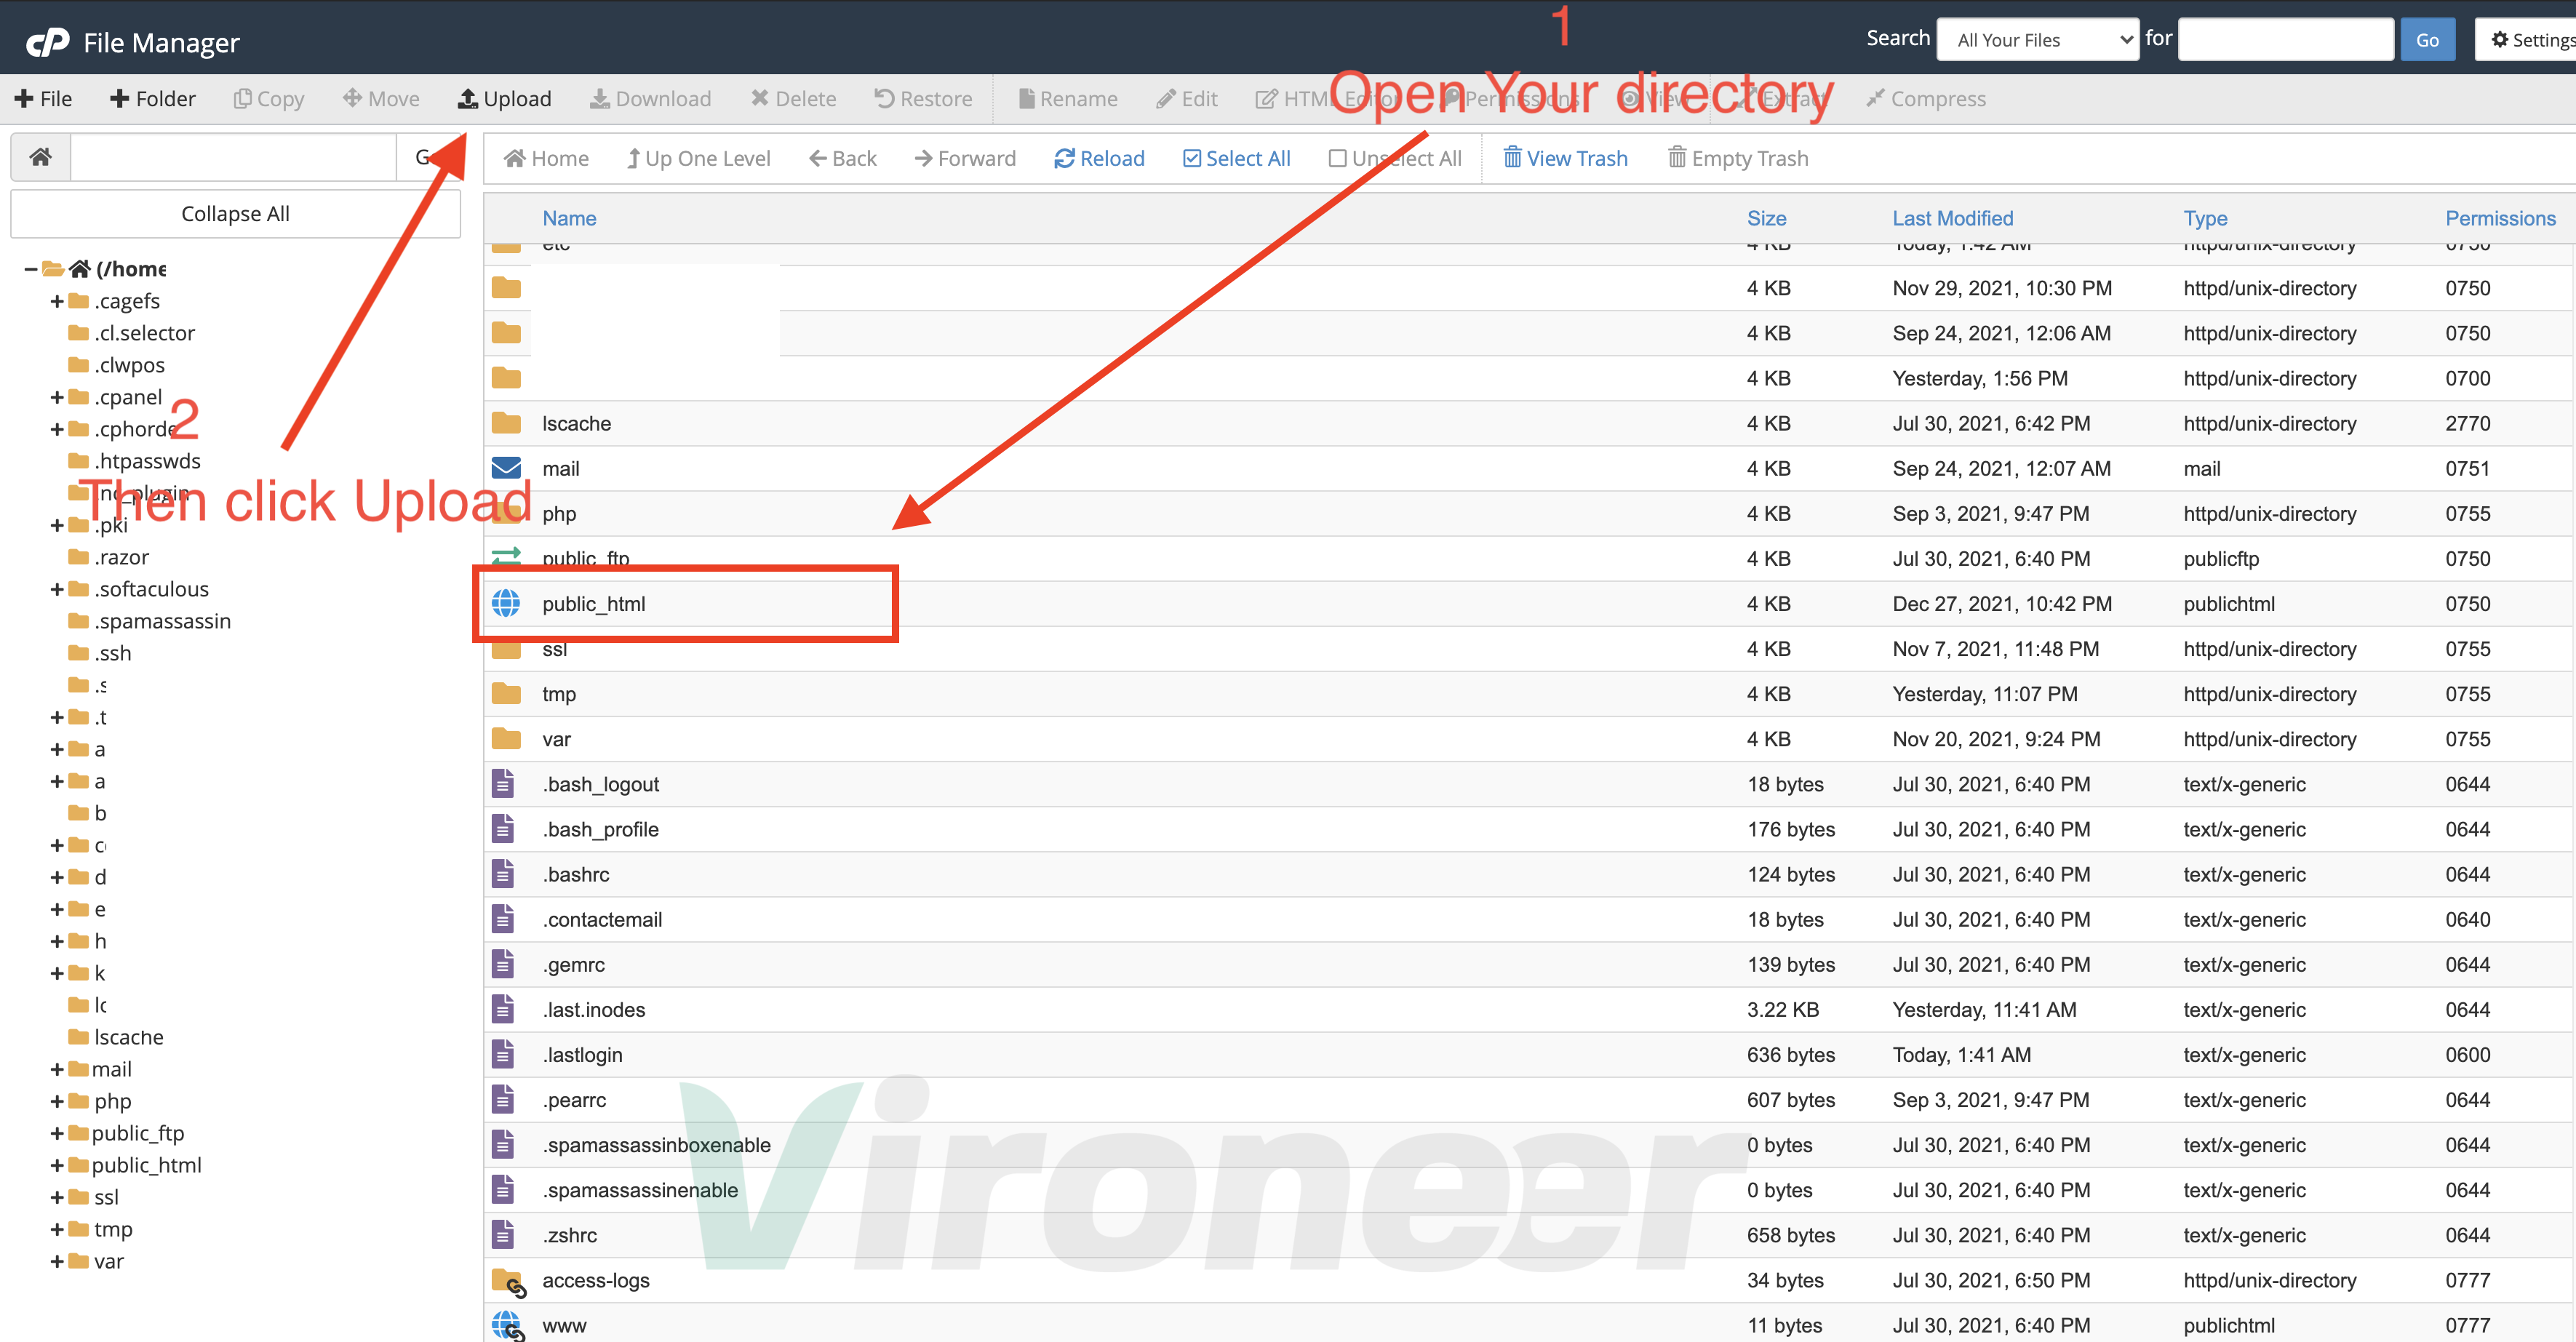 1
cP File Manager Search All Your Files for Go Settings
File Folder Copy Move Upload Download Delete Restore Rename Edit HTML Editor Permissions View Extract Compress
Open Your directory
Home Up One Level Back Forward Reload Select All Unselect All View Trash Empty Trash
Collapse All
(/home
.cagefs
.cl.selector
.clwpos
.cpanel
2
.cphorde
.htpasswds
Then click Upload
.pki
.razor
.softaculous
.spamassassin
.ssh
.s
.t
a
a
b
d
e
h
k
lscache
mail
php
public_ftp
public_html
ssl
tmp
var
Name Size Last Modified Type Permissions
etc 4 KB Today, 1:42 AM httpd/unix-directory 0750
4 KB Nov 29, 2021, 10:30 PM httpd/unix-directory 0750
4 KB Sep 24, 2021, 12:06 AM httpd/unix-directory 0750
4 KB Yesterday, 1:56 PM httpd/unix-directory 0700
lscache 4 KB Jul 30, 2021, 6:42 PM httpd/unix-directory 2770
mail 4 KB Sep 24, 2021, 12:07 AM mail 0751
php 4 KB Sep 3, 2021, 9:47 PM httpd/unix-directory 0755
public_ftp 4 KB Jul 30, 2021, 6:40 PM publicftp 0750
public_html 4 KB Dec 27, 2021, 10:42 PM publichtml 0750
ssl 4 KB Nov 7, 2021, 11:48 PM httpd/unix-directory 0755
tmp 4 KB Yesterday, 11:07 PM httpd/unix-directory 0755
var 4 KB Nov 20, 2021, 9:24 PM httpd/unix-directory 0755
.bash_logout 18 bytes Jul 30, 2021, 6:40 PM text/x-generic 0644
.bash_profile 176 bytes Jul 30, 2021, 6:40 PM text/x-generic 0644
.bashrc 124 bytes Jul 30, 2021, 6:40 PM text/x-generic 0644
.contactemail 18 bytes Jul 30, 2021, 6:40 PM text/x-generic 0640
.gemrc 139 bytes Jul 30, 2021, 6:40 PM text/x-generic 0644
.last.inodes 3.22 KB Yesterday, 11:41 AM text/x-generic 0644
.lastlogin 636 bytes Today, 1:41 AM text/x-generic 0600
.pearrc 607 bytes Sep 3, 2021, 9:47 PM text/x-generic 0644
.spamassassinboxenable 0 bytes Jul 30, 2021, 6:40 PM text/x-generic 0644
.spamassassinenable 0 bytes Jul 30, 2021, 6:40 PM text/x-generic 0644
.zshrc 658 bytes Jul 30, 2021, 6:40 PM text/x-generic 0644
access-logs 34 bytes Jul 30, 2021, 6:50 PM httpd/unix-directory 0777
www 11 bytes Jul 30, 2021, 6:40 PM publichtml 0777
Vironeer